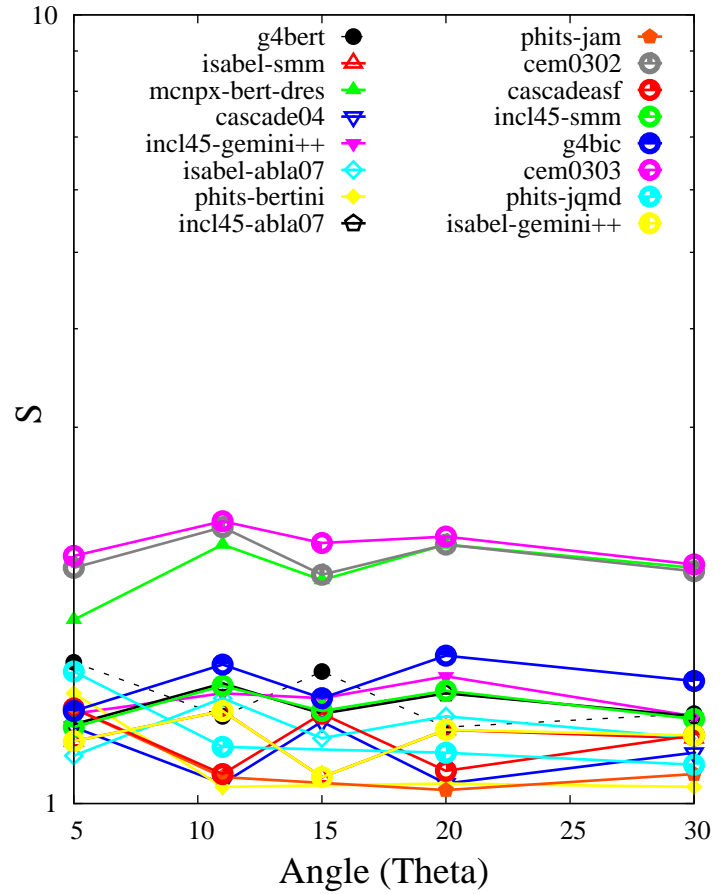 10
g4bert
isabel-smm
mcnpx-bert-dres
cascade04
incl45-gemini++
isabel-abla07
phits-bertini
incl45-abla07
phits-jam
cem0302
cascadeasf
incl45-smm
g4bic
cem0303
phits-jqmd
isabel-gemini++
S
1
5 10 15 20 25 30
Angle (Theta)